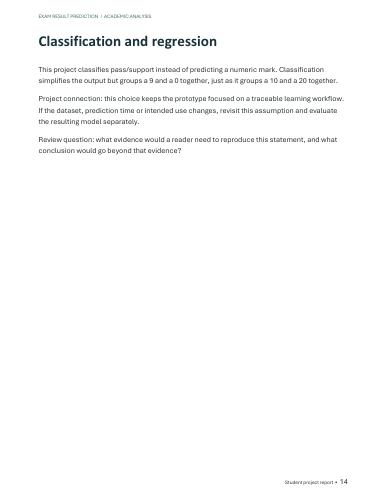 EXAM RESULT PREDICTION | ACADEMIC ANALYSIS
Classification and regression
This project classifies pass/support instead of predicting a numeric mark. Classification
simplifies the output but groups a 9 and a 0 together, just as it groups a 10 and a 20 together.
Project connection: this choice keeps the prototype focused on a traceable learning workflow.
If the dataset, prediction time or intended use changes, revisit this assumption and evaluate
the resulting model separately.
Review question: what evidence would a reader need to reproduce this statement, and what
conclusion would go beyond that evidence?
Student project report • 14